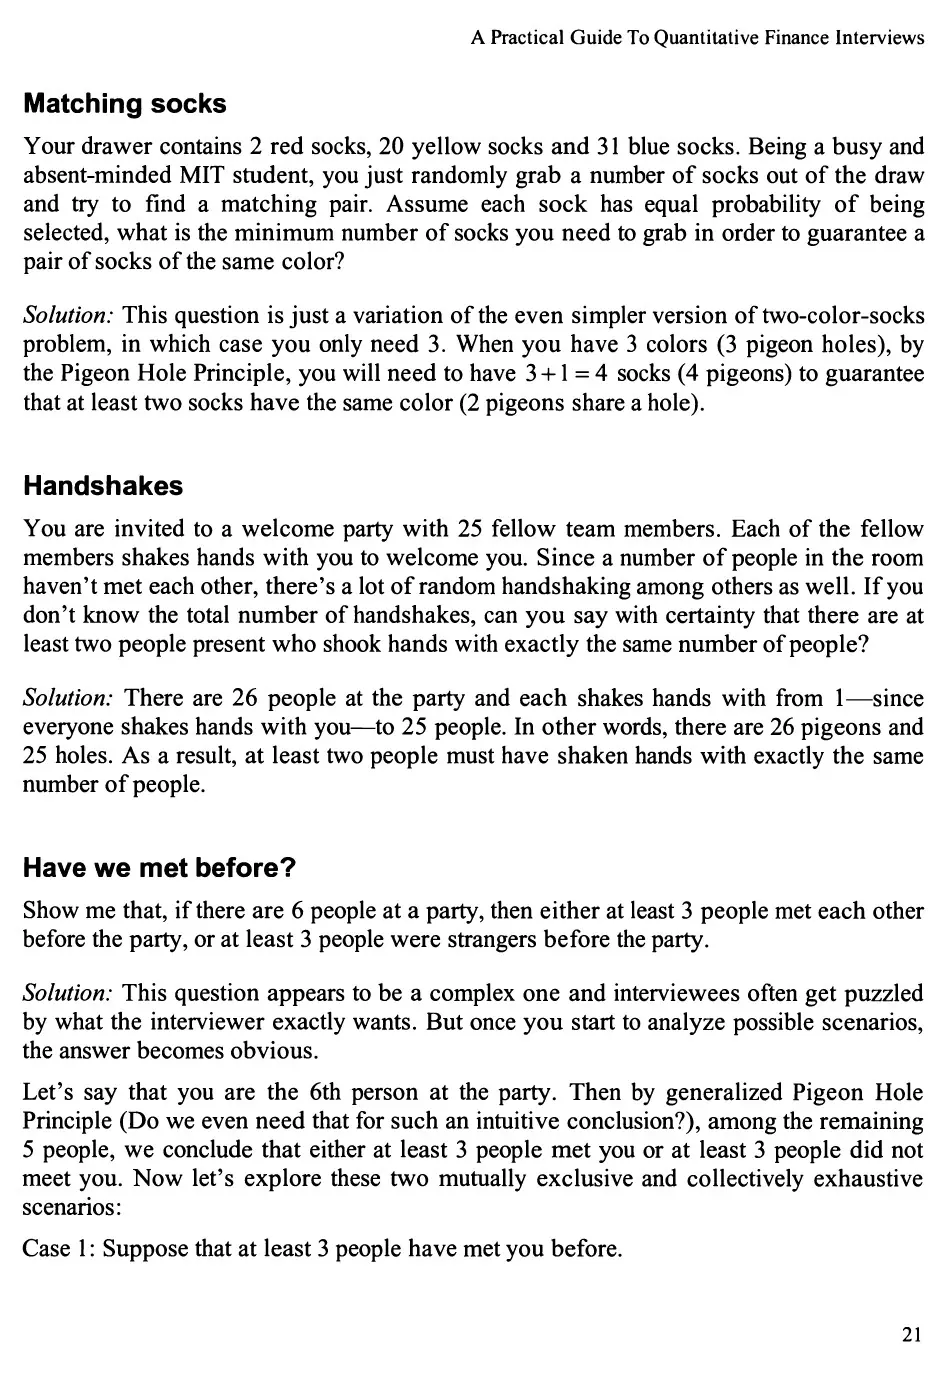 A Practical Guide To Quantitative Finance Interviews
Matching socks
Your drawer contains 2 red socks, 20 yellow socks and 31 blue socks. Being a busy and
absent-minded MIT student, you just randomly grab a number of socks out of the draw
and try to find a matching pair. Assume each sock has equal probability of being
selected, what is the minimum number of socks you need to grab in order to guarantee a
pair of socks of the same color?
Solution: This question is just a variation of the even simpler version of two-color-socks
problem, in which case you only need 3. When you have 3 colors (3 pigeon holes), by
the Pigeon Hole Principle, you will need to have 3+1 = 4 socks (4 pigeons) to guarantee
that at least two socks have the same color (2 pigeons share a hole).
Handshakes
You are invited to a welcome party with 25 fellow team members. Each of the fellow
members shakes hands with you to welcome you. Since a number of people in the room
haven't met each other, there's a lot of random handshaking among others as well. If you
don't know the total number of handshakes, can you say with certainty that there are at
least two people present who shook hands with exactly the same number of people?
Solution: There are 26 people at the party and each shakes hands with from 1—since
everyone shakes hands with you—to 25 people. In other words, there are 26 pigeons and
25 holes. As a result, at least two people must have shaken hands with exactly the same
number of people.
Have we met before?
Show me that, if there are 6 people at a party, then either at least 3 people met each other
before the party, or at least 3 people were strangers before the party.
Solution: This question appears to be a complex one and interviewees often get puzzled
by what the interviewer exactly wants. But once you start to analyze possible scenarios,
the answer becomes obvious.
Let's say that you are the 6th person at the party. Then by generalized Pigeon Hole
Principle (Do we even need that for such an intuitive conclusion?), among the remaining
5 people, we conclude that either at least 3 people met you or at least 3 people did not
meet you. Now let's explore these two mutually exclusive and collectively exhaustive
scenarios:
Case 1: Suppose that at least 3 people have met you before.
21